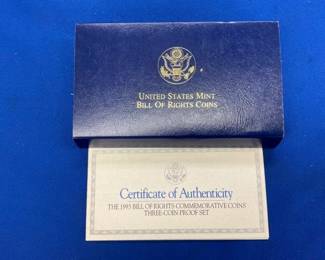 UNITED STATES MINT
BILL OF RIGHTS COINS
Certificate of Authenticity
THE 1993 BILL OF RIGHTS COMMEMORATIVE COINS
THREE-COIN PROOF SET